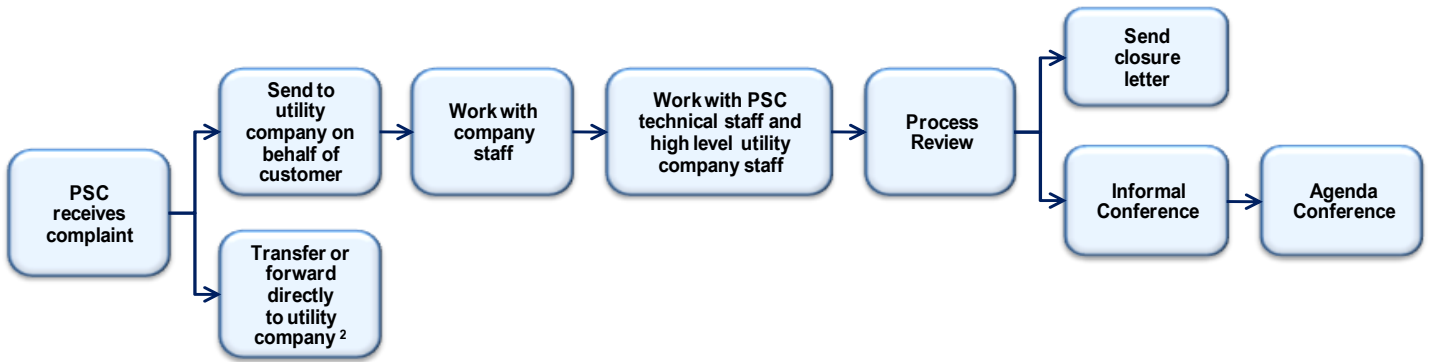 PSC
receives
complaint
Send to
utility
company on
behalf of
customer
Transfer or
forward
directly
to utility
company ²
Work with
company
staff
Work with PSC
technical staff and
high level utility
company staff
Process
Review
Send
closure
letter
Informal
Conference
Agenda
Conference